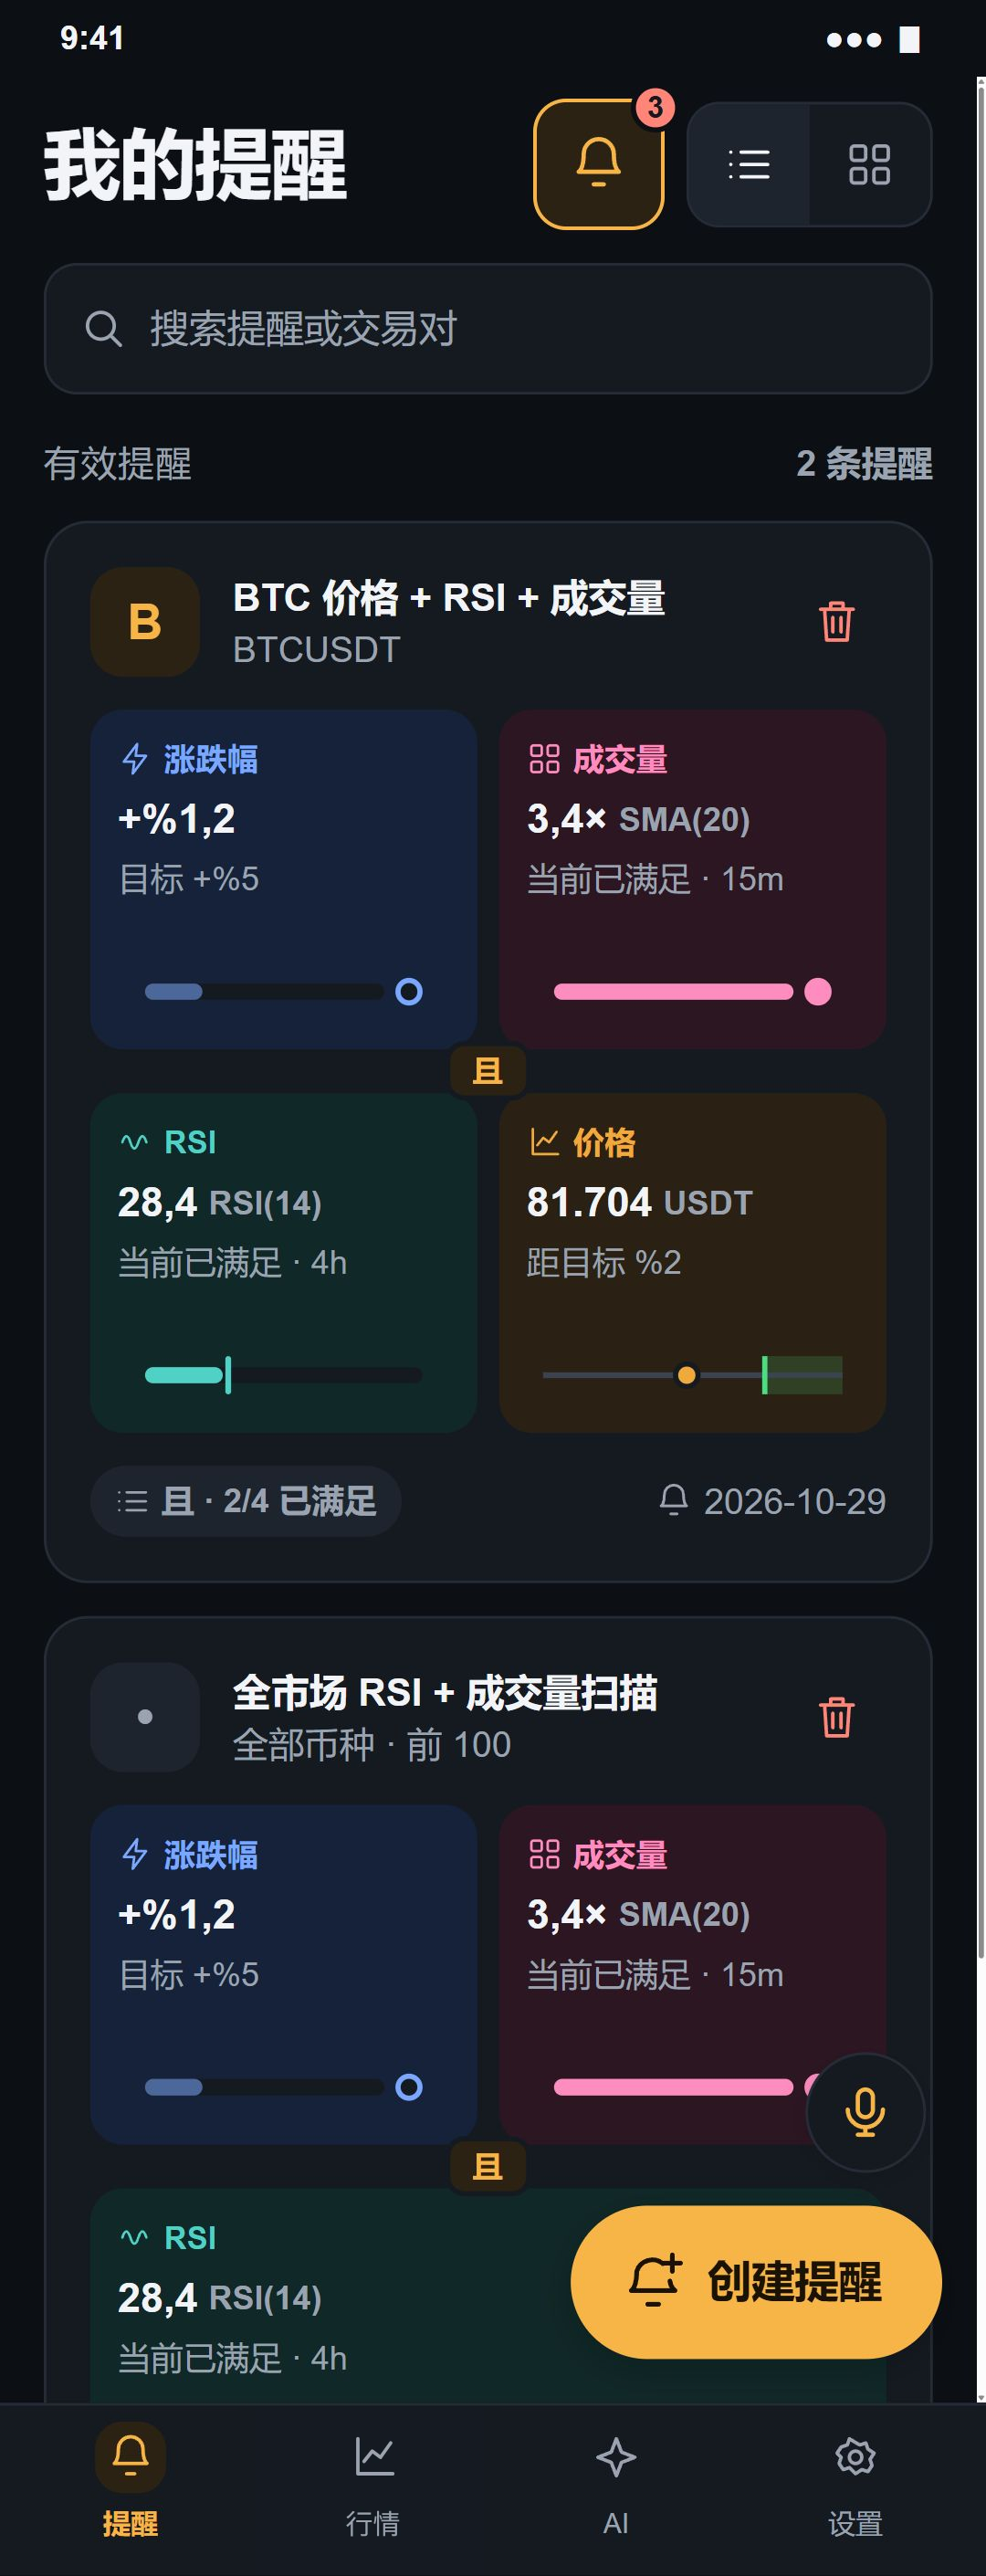 9:41
我的提醒
3
搜索提醒或交易对
有效提醒
2 条提醒
B
BTC 价格 + RSI + 成交量
BTCUSDT
涨跌幅
+%1,2
目标 +%5
成交量
3,4× SMA(20)
当前已满足 · 15m
且
RSI
28,4 RSI(14)
当前已满足 · 4h
价格
81.704 USDT
距目标 %2
且 · 2/4 已满足
2026-10-29
全市场 RSI + 成交量扫描
全部币种 · 前 100
涨跌幅
+%1,2
目标 +%5
成交量
3,4× SMA(20)
当前已满足 · 15m
且
RSI
28,4 RSI(14)
当前已满足 · 4h
创建提醒
提醒
行情
AI
设置